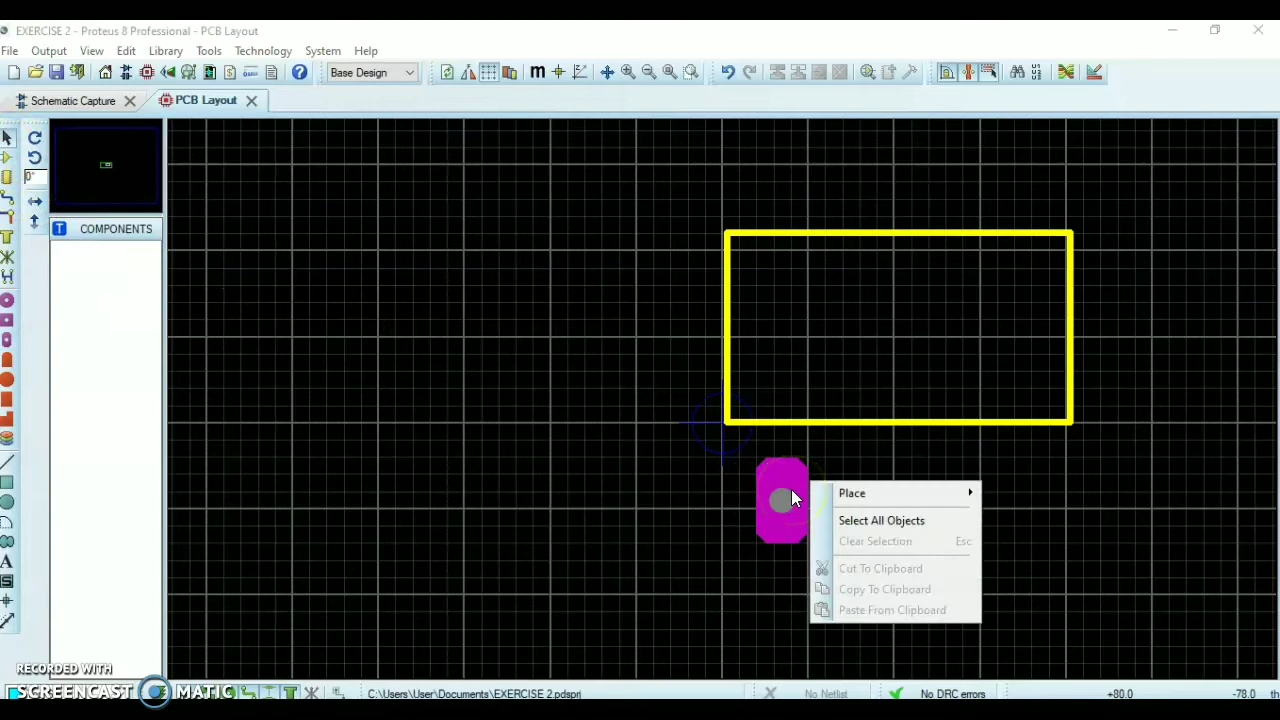 EXERCISE 2 - Proteus 8 Professional - PCB Layout
File Output View Edit Library Tools Technology System Help
Base Design
Schematic Capture
PCB Layout
0°
COMPONENTS
Place
Select All Objects
Clear Selection Esc
Cut To Clipboard
Copy To Clipboard
Paste From Clipboard
RECORDED WITH
SCREENCAST MATIC
C:\Users\User\Documents\EXERCISE 2.pdsprj
No Netlist
No DRC errors
+80.0
-78.0 th